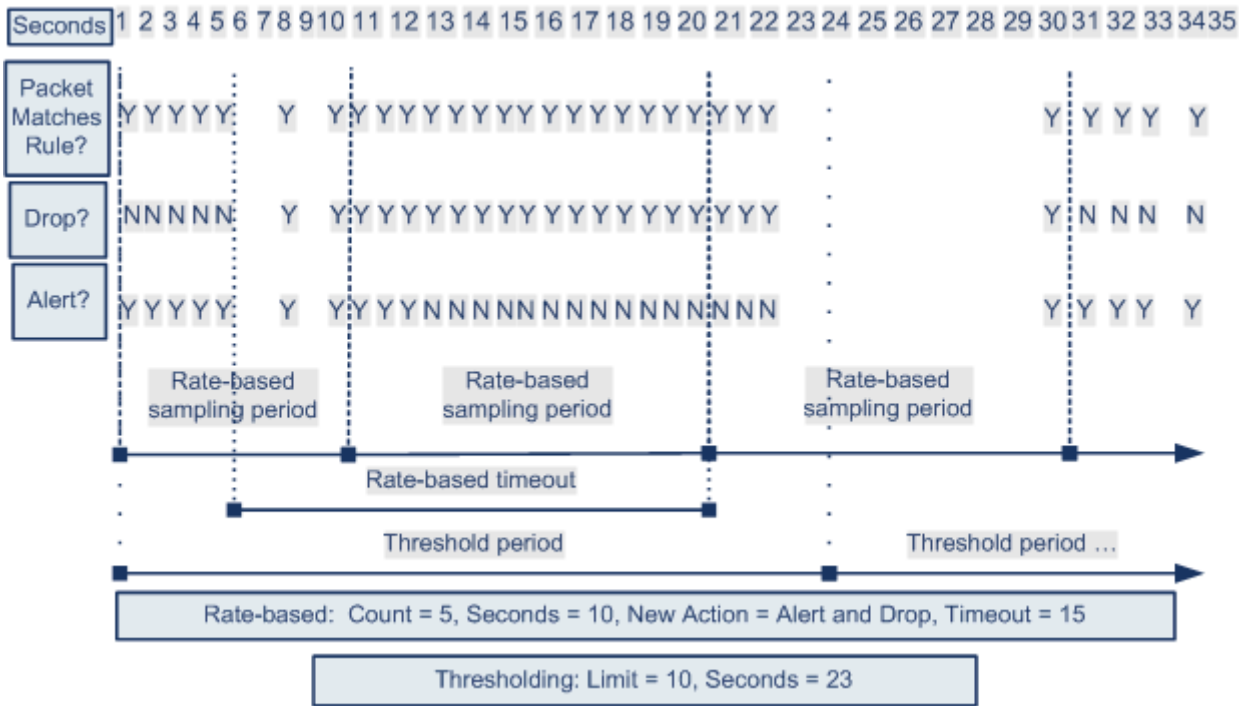 Seconds 1 2 3 4 5 6 7 8 9 10 11 12 13 14 15 16 17 18 19 20 21 22 23 24 25 26 27 28 29 30 31 32 33 34 35
Packet
Matches
Rule?
Y Y Y Y Y Y Y Y Y Y Y Y Y Y Y Y Y Y Y Y Y Y Y Y Y Y Y Y Y Y
Drop?
N N N N N Y Y Y Y Y Y Y Y Y Y Y Y Y Y Y Y Y Y Y Y Y N N N N
Alert?
Y Y Y Y Y Y Y Y Y Y N N N N N N N N N N N N N N N Y Y Y Y Y
Rate-based
sampling period
Rate-based
sampling period
Rate-based
sampling period
Rate-based timeout
Threshold period
Threshold period ...
Rate-based: Count = 5, Seconds = 10, New Action = Alert and Drop, Timeout = 15
Thresholding: Limit = 10, Seconds = 23